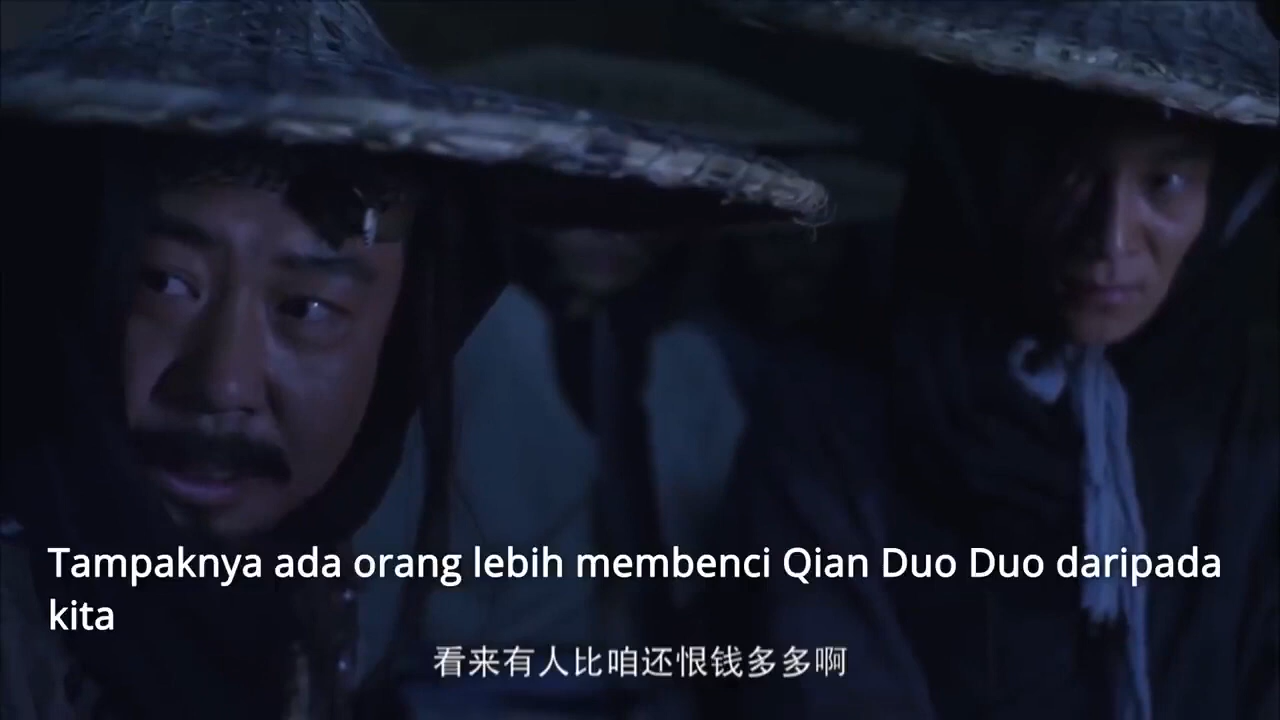 Tampaknya ada orang lebih membenci Qian Duo Duo daripada
kita
看来有人比咱还恨钱多多啊